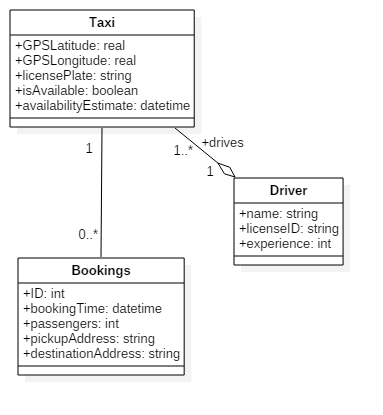 Taxi
+GPSLatitude: real
+GPSLongitude: real
+licensePlate: string
+isAvailable: boolean
+availabilityEstimate: datetime
1
1..*
+drives
1
Driver
+name: string
+licenseID: string
+experience: int
0..*
Bookings
+ID: int
+bookingTime: datetime
+passengers: int
+pickupAddress: string
+destinationAddress: string